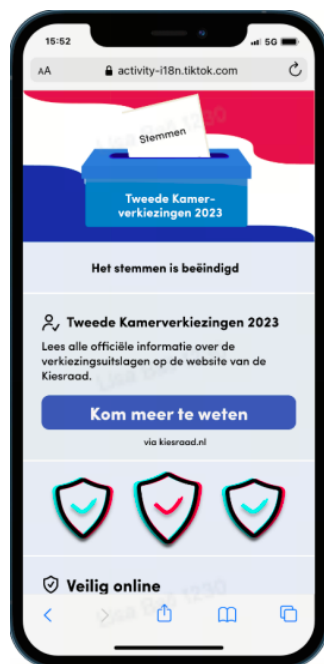 15:52
5G
AA
activity-i18n.tiktok.com
Stemmen
Tweede Kamer-
verkiezingen 2023
Het stemmen is beëindigd
Tweede Kamerverkiezingen 2023
Lees alle officiële informatie over de
verkiezingsuitslagen op de website van de
Kiesraad.
Kom meer te weten
via kiesraad.nl
Veilig online